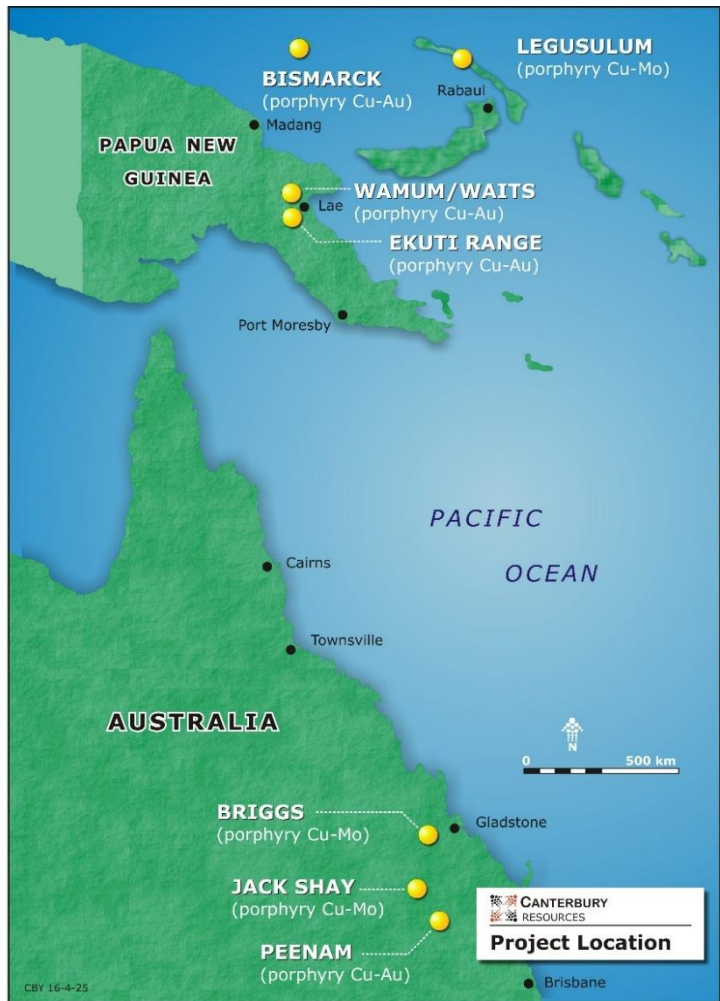 LEGUSULUM
(porphyry Cu-Mo)
BISMARCK
(porphyry Cu-Au)
Rabaul
Madang
PAPUA NEW
GUINEA
WAMUM/WAITS
(porphyry Cu-Au)
Lae
EKUTI RANGE
(porphyry Cu-Au)
Port Moresby
PACIFIC
OCEAN
Cairns
Townsville
AUSTRALIA
N
0 500 km
BRIGGS
(porphyry Cu-Mo)
Gladstone
JACK SHAY
(porphyry Cu-Mo)
PEENAM
(porphyry Cu-Au)
CANTERBURY
RESOURCES
Project Location
Brisbane
CBY 16-4-25